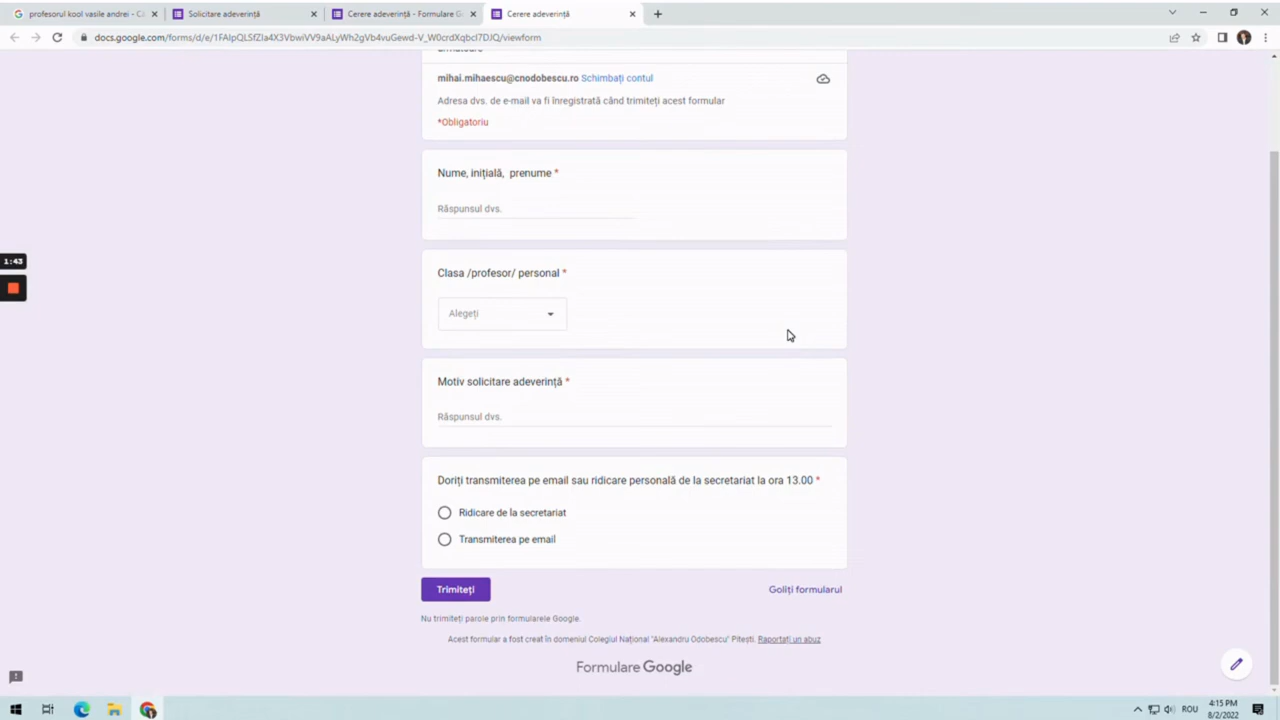 profesorul kool vasile andrei - Că
Solicitare adeverință
Cerere adeverință - Formulare G
Cerere adeverință
docs.google.com/forms/d/e/1FAIpQLSfZIa4X3VbwiVV9aALyWh2gVb4vuGewd-V_W0crdXqbcI7DJQ/viewform
mihai.mihaescu@cnodobescu.ro Schimbați contul
Adresa dvs. de e-mail va fi înregistrată când trimiteți acest formular
*Obligatoriu
Nume, inițială, prenume *
Răspunsul dvs.
1:43
Clasa /profesor/ personal *
Alegeți
Motiv solicitare adeverință *
Răspunsul dvs.
Doriți transmiterea pe email sau ridicare personală de la secretariat la ora 13.00 *
Ridicare de la secretariat
Transmiterea pe email
Trimiteți
Goliți formularul
Nu trimiteți parole prin formularele Google.
Acest formular a fost creat în domeniul Colegiul Național "Alexandru Odobescu" Pitești. Raportați un abuz
Formulare Google
ROU
4:15 PM
8/2/2022